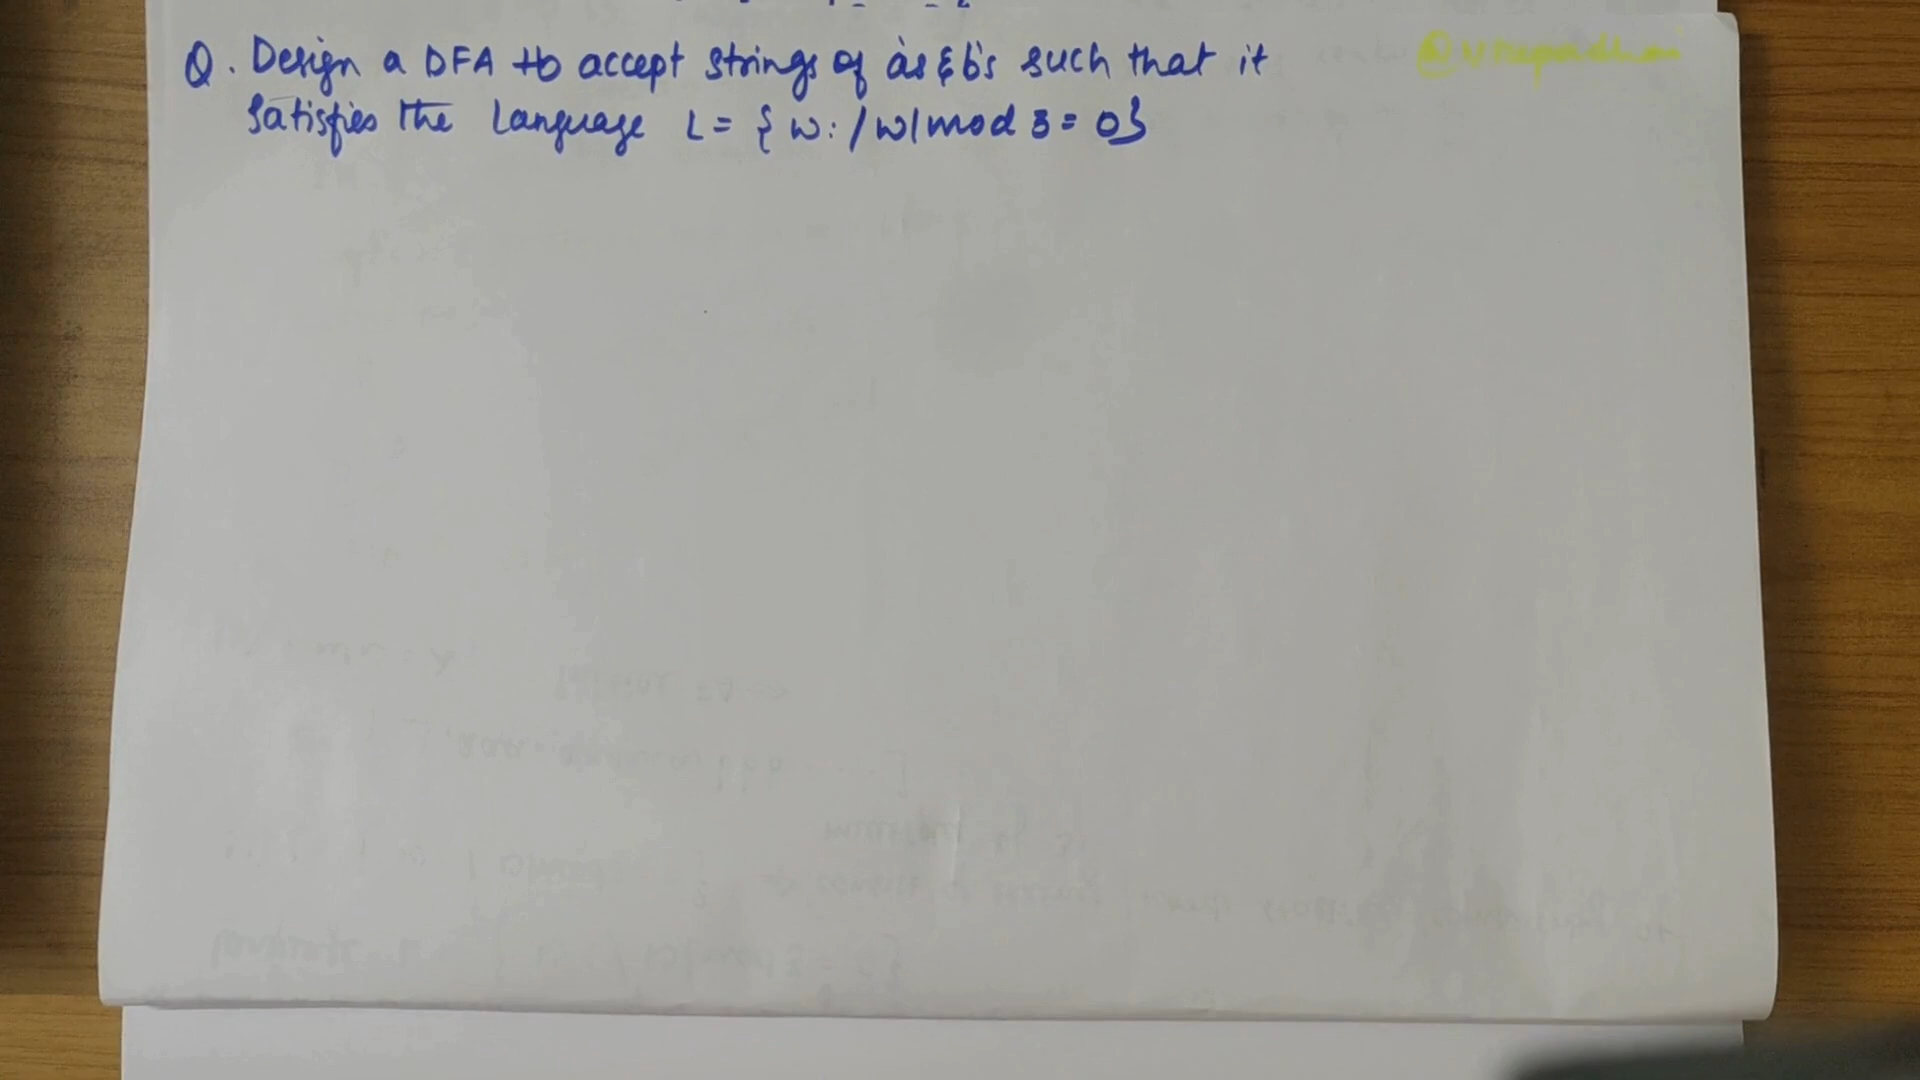 Q. Design a DFA to accept strings of a's & b's such that it
satisfies the Language L = { w : |w| mod 3 = 0}